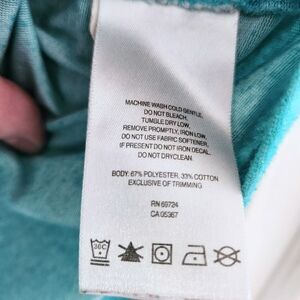 MACHINE WASH COLD GENTLE,
DO NOT BLEACH,
TUMBLE DRY LOW,
REMOVE PROMPTLY, IRON LOW,
DO NOT USE FABRIC SOFTENER,
IF PRESENT DO NOT IRON DECAL.
DO NOT DRYCLEAN.
BODY: 67% POLYESTER, 33% COTTON
EXCLUSIVE OF TRIMMING
RN 69724
CA 05367
30C